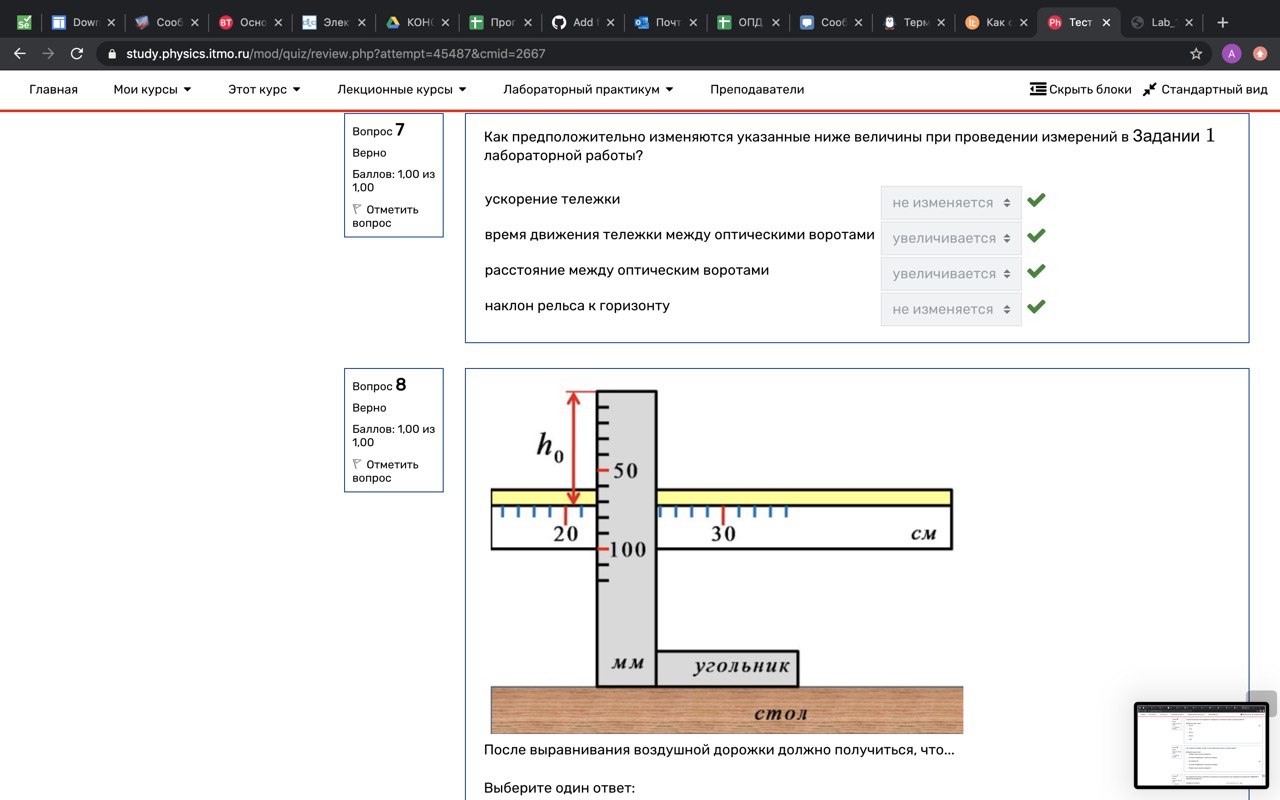 Dowr
Сооб
Осно
Элек
КОНС
Прог
Add f
Почт
ОПД
Сооб
Терм
Как с
Тест
Lab_
study.physics.itmo.ru/mod/quiz/review.php?attempt=45487&cmid=2667
A
Главная Мои курсы Этот курс Лекционные курсы Лабораторный практикум Преподаватели Скрыть блоки Стандартный вид
Вопрос 7
Верно
Баллов: 1,00 из
1,00
Отметить
вопрос
Как предположительно изменяются указанные ниже величины при проведении измерений в Задании 1
лабораторной работы?
ускорение тележки не изменяется
время движения тележки между оптическими воротами увеличивается
расстояние между оптическим воротами увеличивается
наклон рельса к горизонту не изменяется
Вопрос 8
Верно
Баллов: 1,00 из
1,00
Отметить
вопрос
h0
50
20 30 см
100
мм угольник
стол
После выравнивания воздушной дорожки должно получиться, что...
Выберите один ответ: